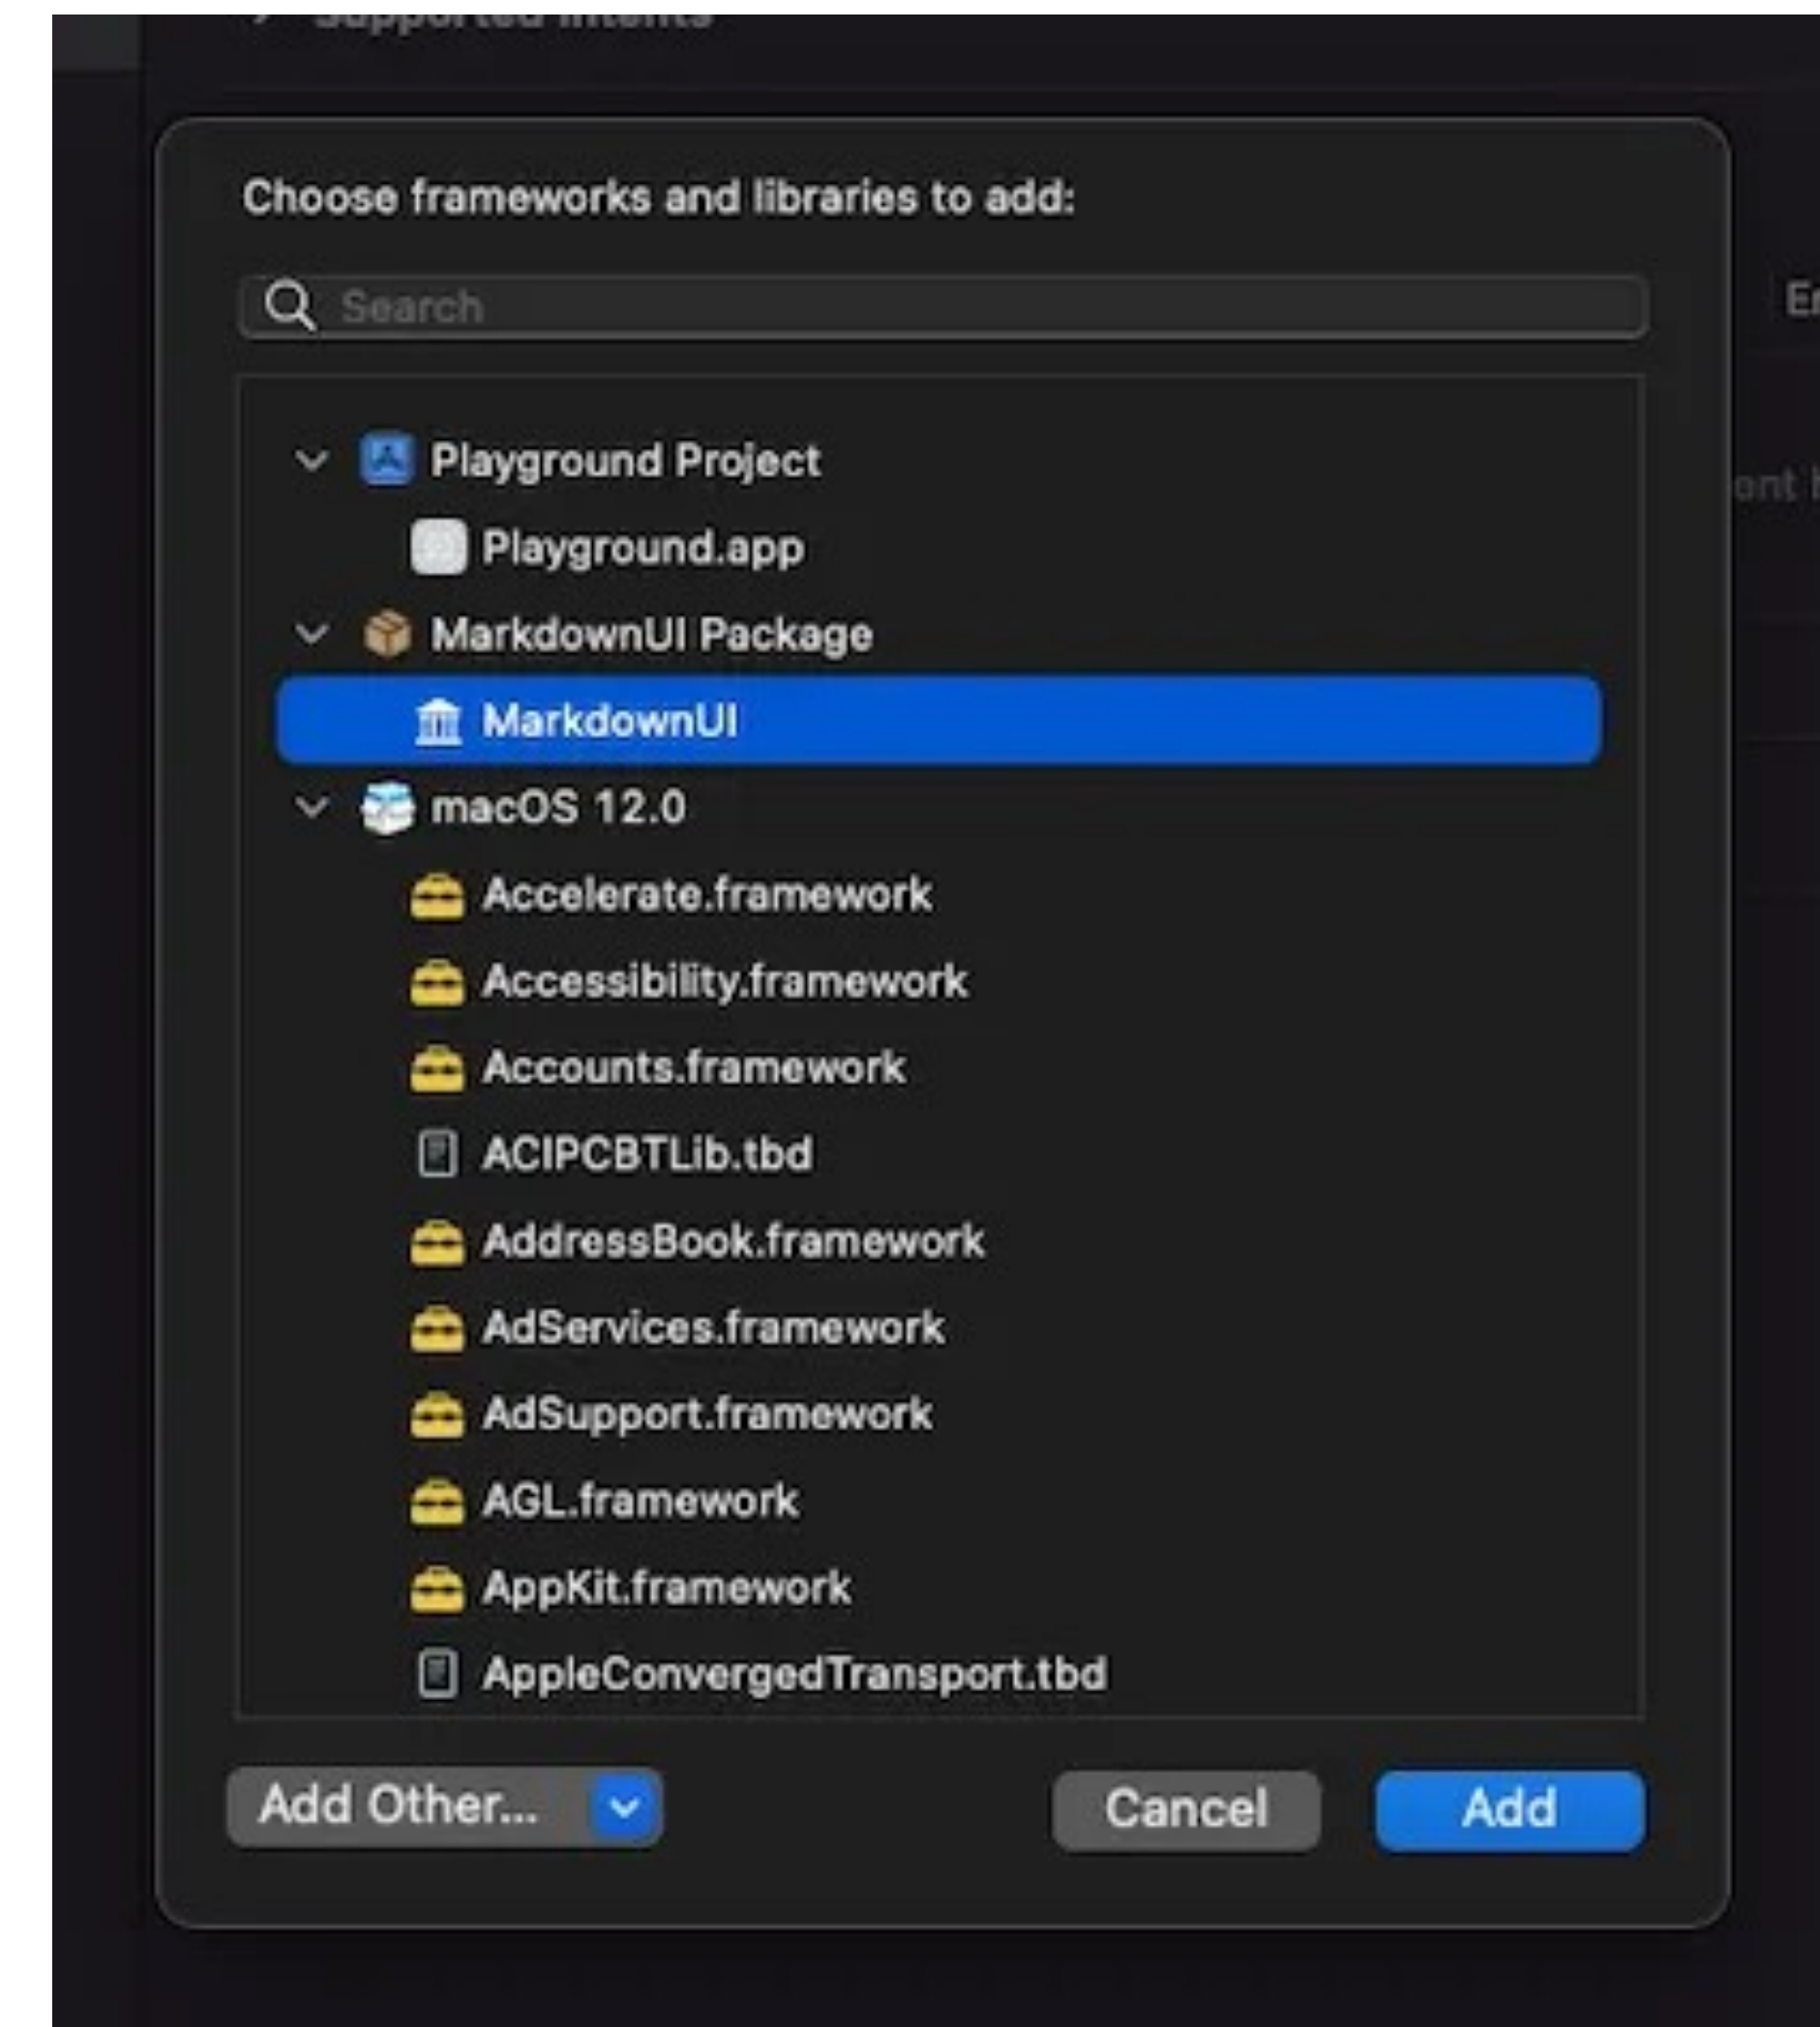 Supported Intents
Choose frameworks and libraries to add:
Search
Playground Project
Playground.app
MarkdownUI Package
MarkdownUI
macOS 12.0
Accelerate.framework
Accessibility.framework
Accounts.framework
ACIPCBTLib.tbd
AddressBook.framework
AdServices.framework
AdSupport.framework
AGL.framework
AppKit.framework
AppleConvergedTransport.tbd
Add Other...
Cancel
Add